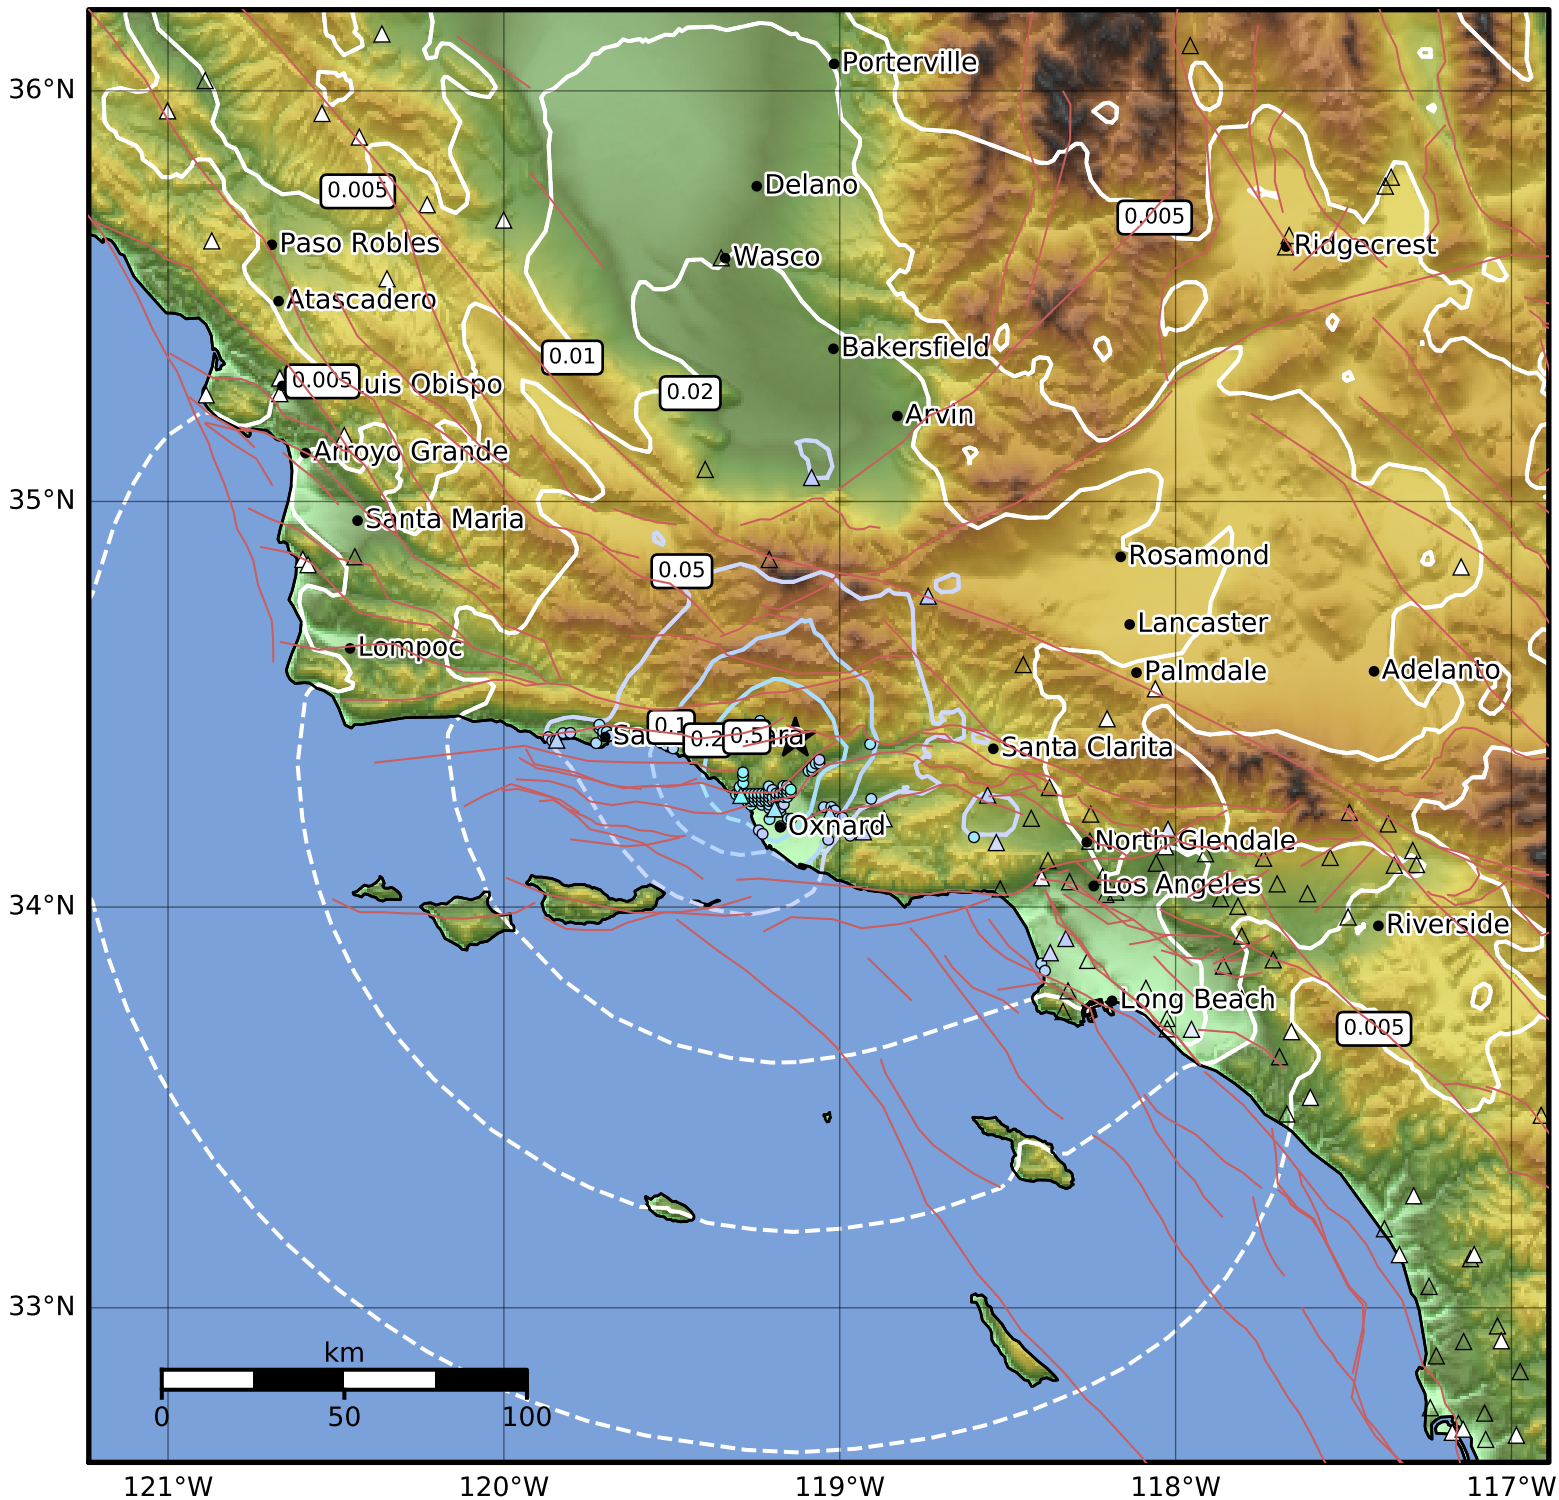 36°N
Porterville
Delano
0.005
0.005
Paso Robles
Ridgecrest
Wasco
Atascadero
Bakersfield
0.01
0.005
uis Obispo
0.02
Arvin
Arroyo Grande
35°N
Santa Maria
Rosamond
0.05
Lancaster
Lompoc
Palmdale
Adelanto
0.1
0.5
Santa Clarita
Oxnard
North Glendale
Los Angeles
34°N
Riverside
Long Beach
0.005
33°N
km
0
50
100
121°W
120°W
119°W
118°W
117°W